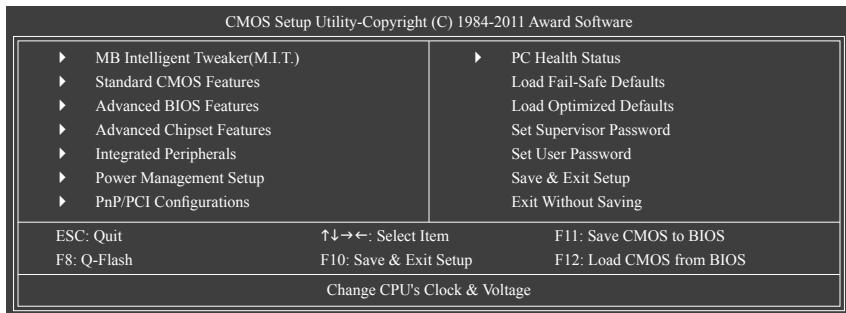 CMOS Setup Utility-Copyright (C) 1984-2011 Award Software
MB Intelligent Tweaker(M.I.T.)
Standard CMOS Features
Advanced BIOS Features
Advanced Chipset Features
Integrated Peripherals
Power Management Setup
PnP/PCI Configurations
PC Health Status
Load Fail-Safe Defaults
Load Optimized Defaults
Set Supervisor Password
Set User Password
Save & Exit Setup
Exit Without Saving
ESC: Quit ↑↓→←: Select Item F11: Save CMOS to BIOS
F8: Q-Flash F10: Save & Exit Setup F12: Load CMOS from BIOS
Change CPU's Clock & Voltage